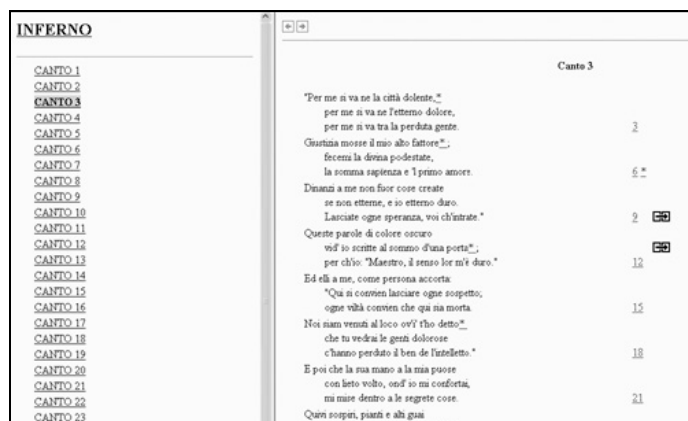 INFERNO
CANTO 1
CANTO 2
CANTO 3
CANTO 4
CANTO 5
CANTO 6
CANTO 7
CANTO 8
CANTO 9
CANTO 10
CANTO 11
CANTO 12
CANTO 13
CANTO 14
CANTO 15
CANTO 16
CANTO 17
CANTO 18
CANTO 19
CANTO 20
CANTO 21
CANTO 22
CANTO 23
Canto 3
"Per me si va ne la città dolente,*
per me si va ne l'etterno dolore,
per me si va tra la perduta gente. 3
Giustizia mosse il mio alto fattore*;
fecemi la divina podestate,
la somma sapïenza e 'l primo amore. 6 *
Dinanzi a me non fuor cose create
se non etterne, e io etterno duro.
Lasciate ogne speranza, voi ch'intrate." 9
Queste parole di colore oscuro
vid' ïo scritte al sommo d'una porta*;
per ch'io: "Maestro, il senso lor m'è duro." 12
Ed elli a me, come persona accorta:
"Qui si convien lasciare ogne sospetto;
ogne viltà convien che qui sia morta. 15
Noi siam venuti al loco ov'i' t'ho detto*
che tu vedrai le genti dolorose
c'hanno perduto il ben de l'intelletto." 18
E poi che la sua mano a la mia puose
con lieto volto, ond' io mi confortai,
mi mise dentro a le segrete cose. 21
Quivi sospiri, pianti e alti guai